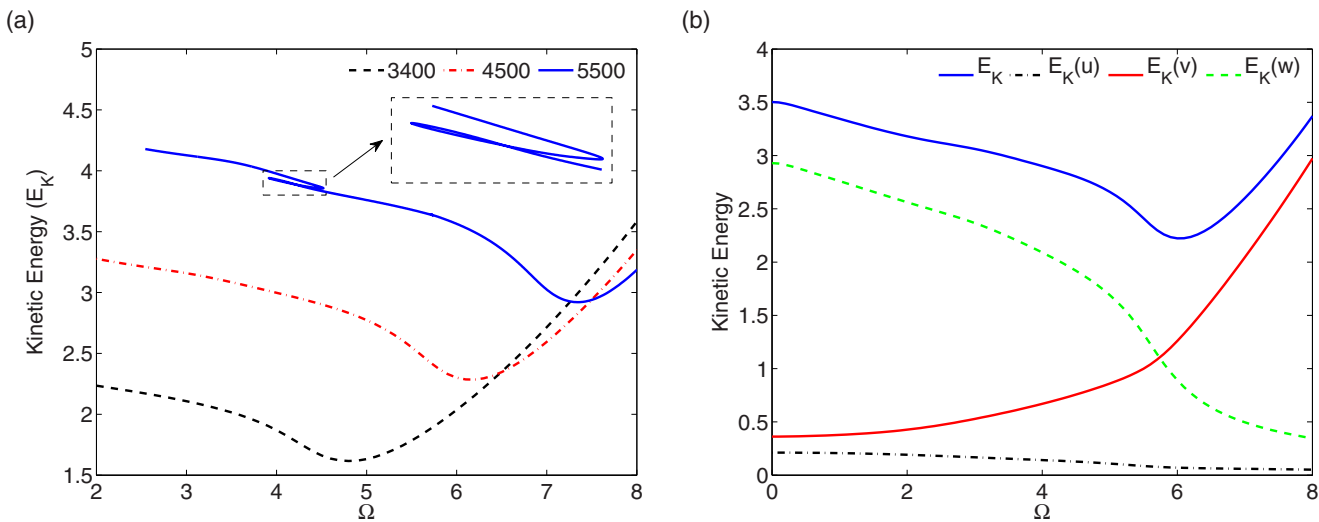 (a)
5
4.5
4
3.5
3
2.5
2
1.5
Kinetic Energy (E_K)
3400 4500 5500
2 3 4 5 6 7 8
Ω
(b)
4
3.5
3
2.5
2
1.5
1
0.5
0
Kinetic Energy
E_K E_K(u) E_K(v) E_K(w)
0 2 4 6 8
Ω